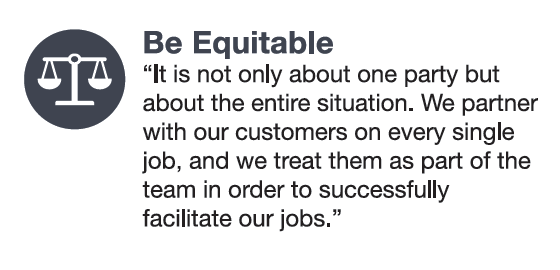 Be Equitable
“It is not only about one party but
about the entire situation. We partner
with our customers on every single
job, and we treat them as part of the
team in order to successfully
facilitate our jobs.”